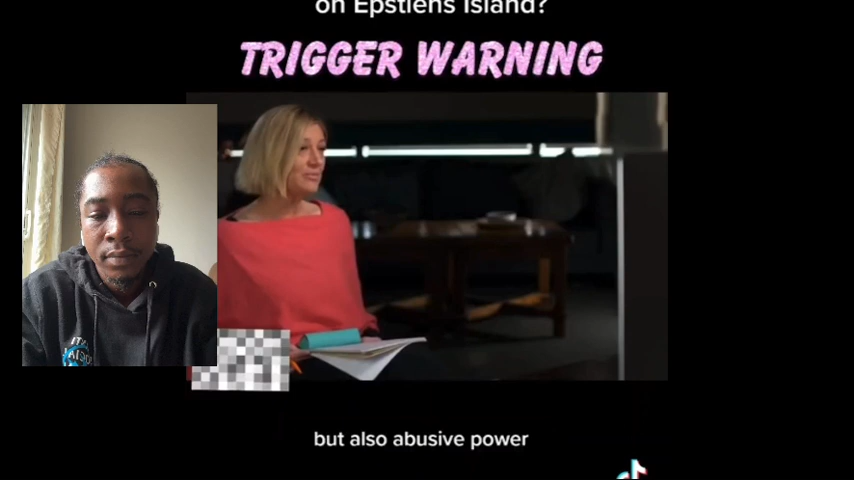 on Epstiens Island?
TRIGGER WARNING
but also abusive power